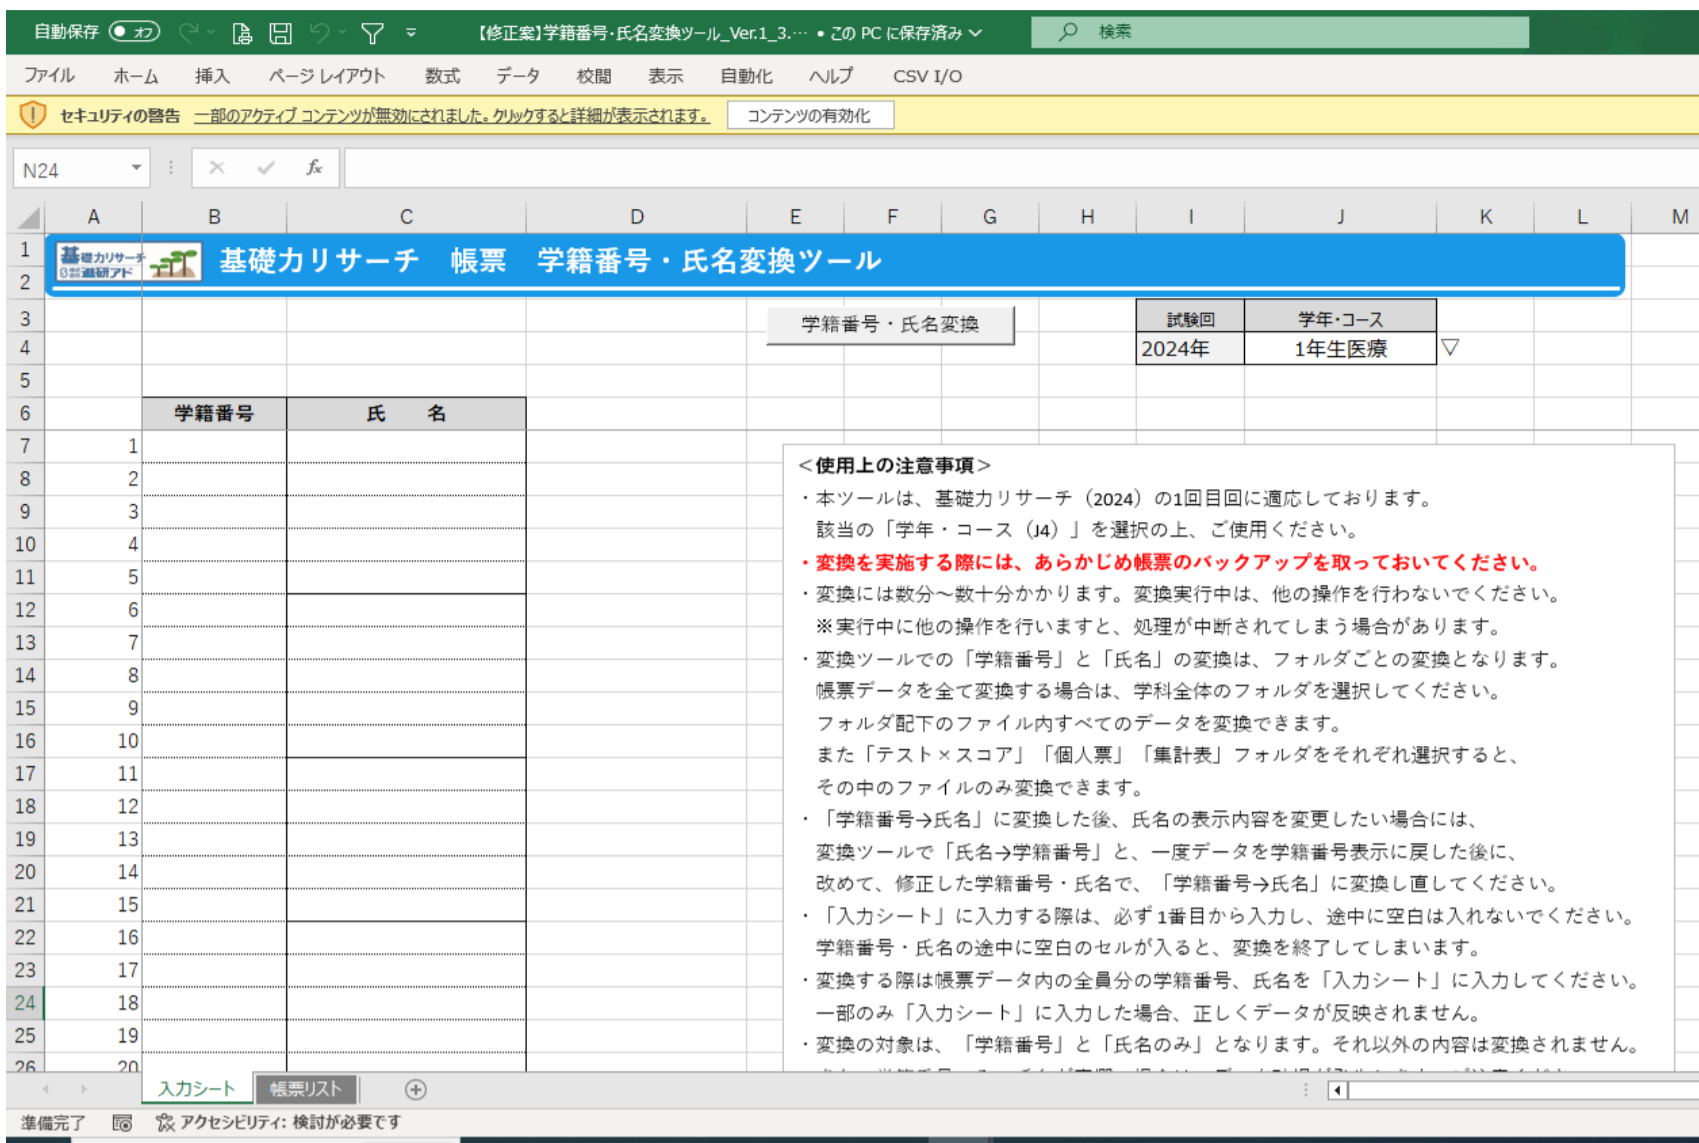 自動保存 オフ 【修正案】学籍番号・氏名変換ツール_Ver.1_3.… • この PC に保存済み 検索
ファイル ホーム 挿入 ページ レイアウト 数式 データ 校閲 表示 自動化 ヘルプ CSV I/O
セキュリティの警告 一部のアクティブ コンテンツが無効にされました。クリックすると詳細が表示されます。 コンテンツの有効化
N24 fx
A B C D E F G H I J K L M
1 基礎力リサーチ 進研アド 基礎力リサーチ 帳票 学籍番号・氏名変換ツール
2
3 学籍番号・氏名変換 試験回 学年・コース
4 2024年 1年生医療 ▽
5
6 学籍番号 氏 名
7 1
8 2
9 3
10 4
11 5
12 6
13 7
14 8
15 9
16 10
17 11
18 12
19 13
20 14
21 15
22 16
23 17
24 18
25 19
26 20
＜使用上の注意事項＞
・本ツールは、基礎力リサーチ（2024）の1回目回に適応しております。
該当の「学年・コース（J4）」を選択の上、ご使用ください。
・変換を実施する際には、あらかじめ帳票のバックアップを取っておいてください。
・変換には数分～数十分かかります。変換実行中は、他の操作を行わないでください。
※実行中に他の操作を行いますと、処理が中断されてしまう場合があります。
・変換ツールでの「学籍番号」と「氏名」の変換は、フォルダごとの変換となります。
帳票データを全て変換する場合は、学科全体のフォルダを選択してください。
フォルダ配下のファイル内すべてのデータを変換できます。
また「テスト×スコア」「個人票」「集計表」フォルダをそれぞれ選択すると、
その中のファイルのみ変換できます。
・「学籍番号→氏名」に変換した後、氏名の表示内容を変更したい場合には、
変換ツールで「氏名→学籍番号」と、一度データを学籍番号表示に戻した後に、
改めて、修正した学籍番号・氏名で、「学籍番号→氏名」に変換し直してください。
・「入力シート」に入力する際は、必ず1番目から入力し、途中に空白は入れないでください。
学籍番号・氏名の途中に空白のセルが入ると、変換を終了してしまいます。
・変換する際は帳票データ内の全員分の学籍番号、氏名を「入力シート」に入力してください。
一部のみ「入力シート」に入力した場合、正しくデータが反映されません。
・変換の対象は、「学籍番号」と「氏名のみ」となります。それ以外の内容は変換されません。
入力シート 帳票リスト
準備完了 アクセシビリティ: 検討が必要です